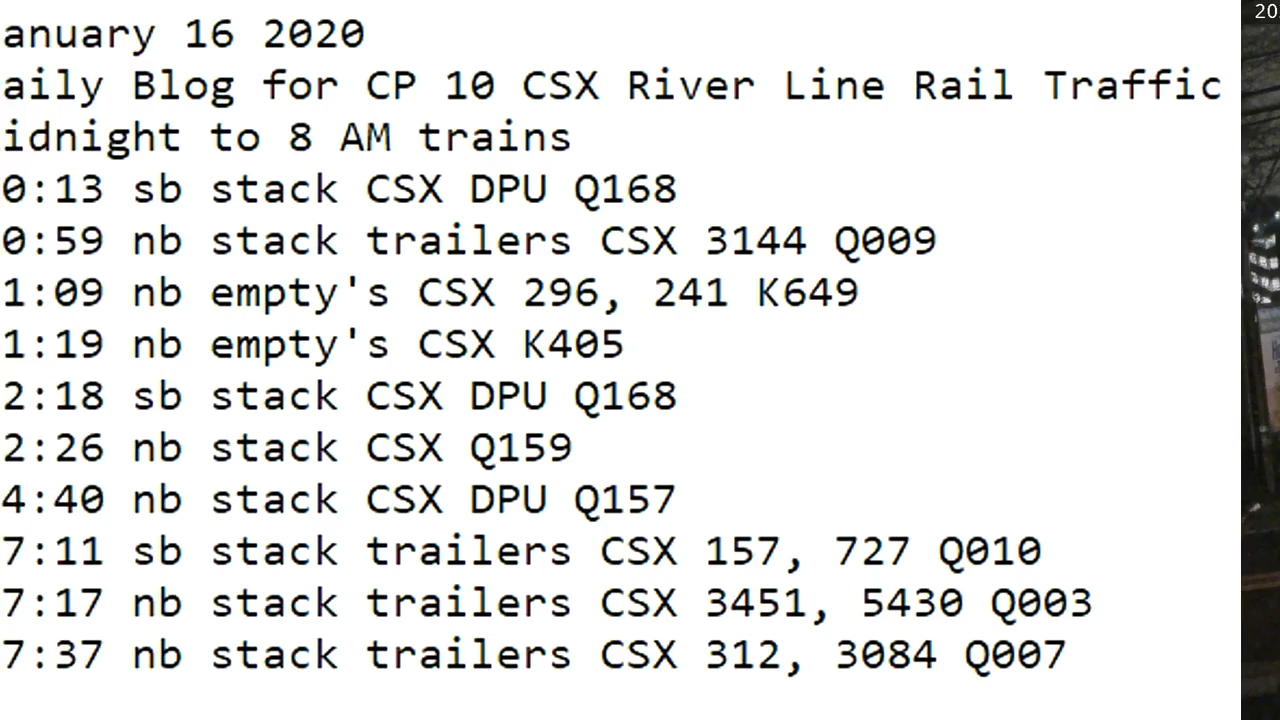 anuary 16 2020
aily Blog for CP 10 CSX River Line Rail Traffic
idnight to 8 AM trains
0:13 sb stack CSX DPU Q168
0:59 nb stack trailers CSX 3144 Q009
1:09 nb empty's CSX 296, 241 K649
1:19 nb empty's CSX K405
2:18 sb stack CSX DPU Q168
2:26 nb stack CSX Q159
4:40 nb stack CSX DPU Q157
7:11 sb stack trailers CSX 157, 727 Q010
7:17 nb stack trailers CSX 3451, 5430 Q003
7:37 nb stack trailers CSX 312, 3084 Q007
20